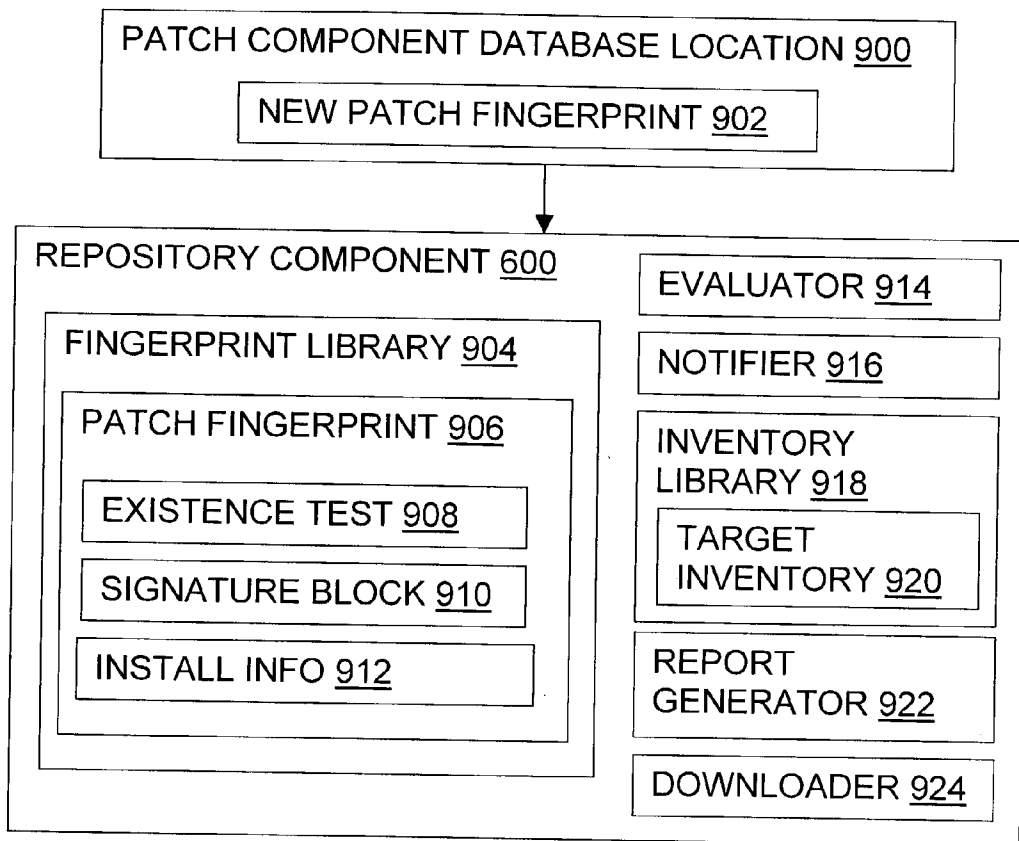 PATCH COMPONENT DATABASE LOCATION 900
NEW PATCH FINGERPRINT 902
REPOSITORY COMPONENT 600
FINGERPRINT LIBRARY 904
PATCH FINGERPRINT 906
EXISTENCE TEST 908
SIGNATURE BLOCK 910
INSTALL INFO 912
EVALUATOR 914
NOTIFIER 916
INVENTORY
LIBRARY 918
TARGET
INVENTORY 920
REPORT
GENERATOR 922
DOWNLOADER 924